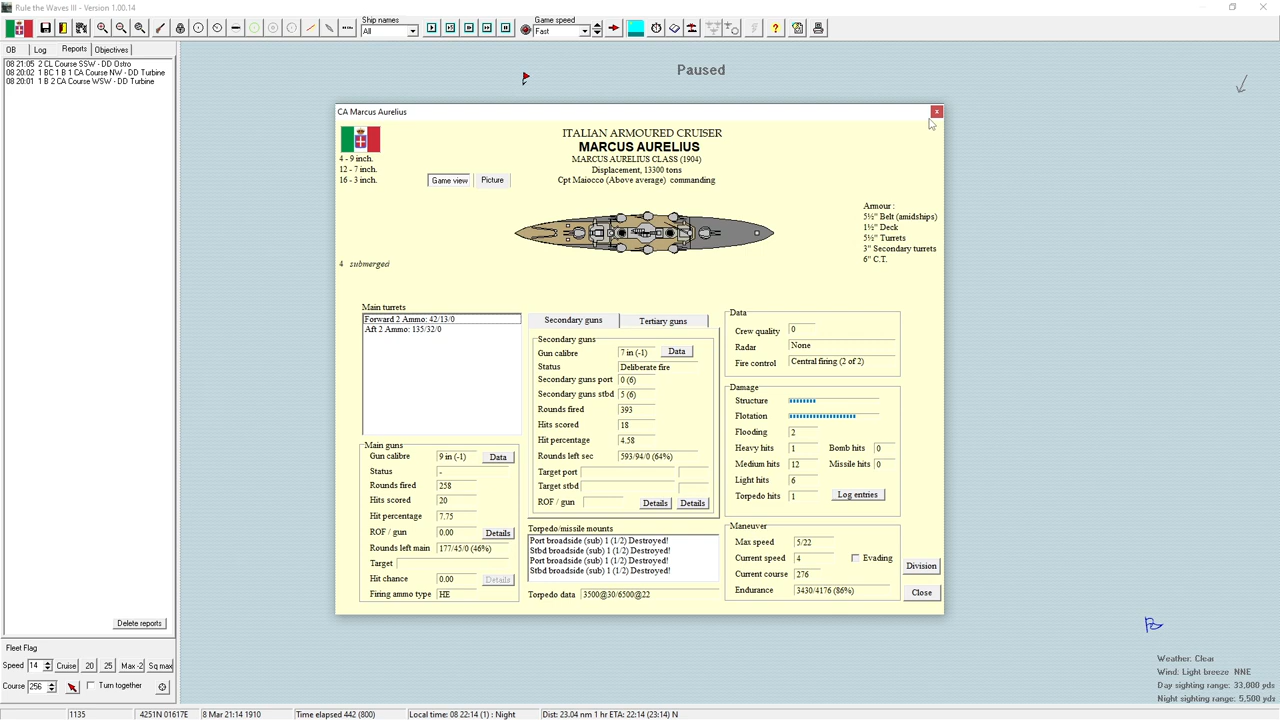 Rule the Waves III - Version 1.00.14
Ship names
All
Game speed
Fast
OB Log Reports Objectives
08 21:05 2 CL Course SSW - DD Ostro
08 20:02 1 BC 1 B 1 CA Course NW - DD Turbine
08 20:01 1 B 2 CA Course WSW - DD Turbine
Delete reports
Fleet Flag
Speed 14 Cruise 20 25 Max -2 Sq max
Course 256 Turn together
Paused
CA Marcus Aurelius
4 - 9 inch.
12 - 7 inch.
16 - 3 inch.
Game view Picture
ITALIAN ARMOURED CRUISER
MARCUS AURELIUS
MARCUS AURELIUS CLASS (1904)
Displacement, 13300 tons
Cpt Maiocco (Above average) commanding
Armour :
5½" Belt (amidships)
1½" Deck
5½" Turrets
3" Secondary turrets
6" C.T.
4 submerged
Main turrets
Forward 2 Ammo: 42/13/0
Aft 2 Ammo: 135/32/0
Main guns
Gun calibre 9 in (-1) Data
Status -
Rounds fired 258
Hits scored 20
Hit percentage 7.75
ROF / gun 0.00 Details
Rounds left main 177/45/0 (46%)
Target
Hit chance 0.00 Details
Firing ammo type HE
Secondary guns Tertiary guns
Secondary guns
Gun calibre 7 in (-1) Data
Status Deliberate fire
Secondary guns port 0 (6)
Secondary guns stbd 5 (6)
Rounds fired 393
Hits scored 18
Hit percentage 4.58
Rounds left sec 593/94/0 (64%)
Target port
Target stbd
ROF / gun Details Details
Torpedo/missile mounts
Port broadside (sub) 1 (1/2) Destroyed!
Stbd broadside (sub) 1 (1/2) Destroyed!
Port broadside (sub) 1 (1/2) Destroyed!
Stbd broadside (sub) 1 (1/2) Destroyed!
Torpedo data 3500@30/6500@22
Data
Crew quality 0
Radar None
Fire control Central firing (2 of 2)
Damage
Structure
Flotation
Flooding 2
Heavy hits 1 Bomb hits 0
Medium hits 12 Missile hits 0
Light hits 6
Torpedo hits 1 Log entries
Maneuver
Max speed 5/22
Current speed 4 Evading
Current course 276
Endurance 3430/4176 (86%)
Division
Close
Weather: Clear
Wind: Light breeze NNE
Day sighting range: 33,000 yds
Night sighting range: 5,500 yds
1135 4251N 01617E 8 Mar 21:14 1910 Time elapsed 442 (800) Local time: 08 22:14 (1) : Night Dist: 23.04 nm 1 hr ETA: 22:14 (23:14) N